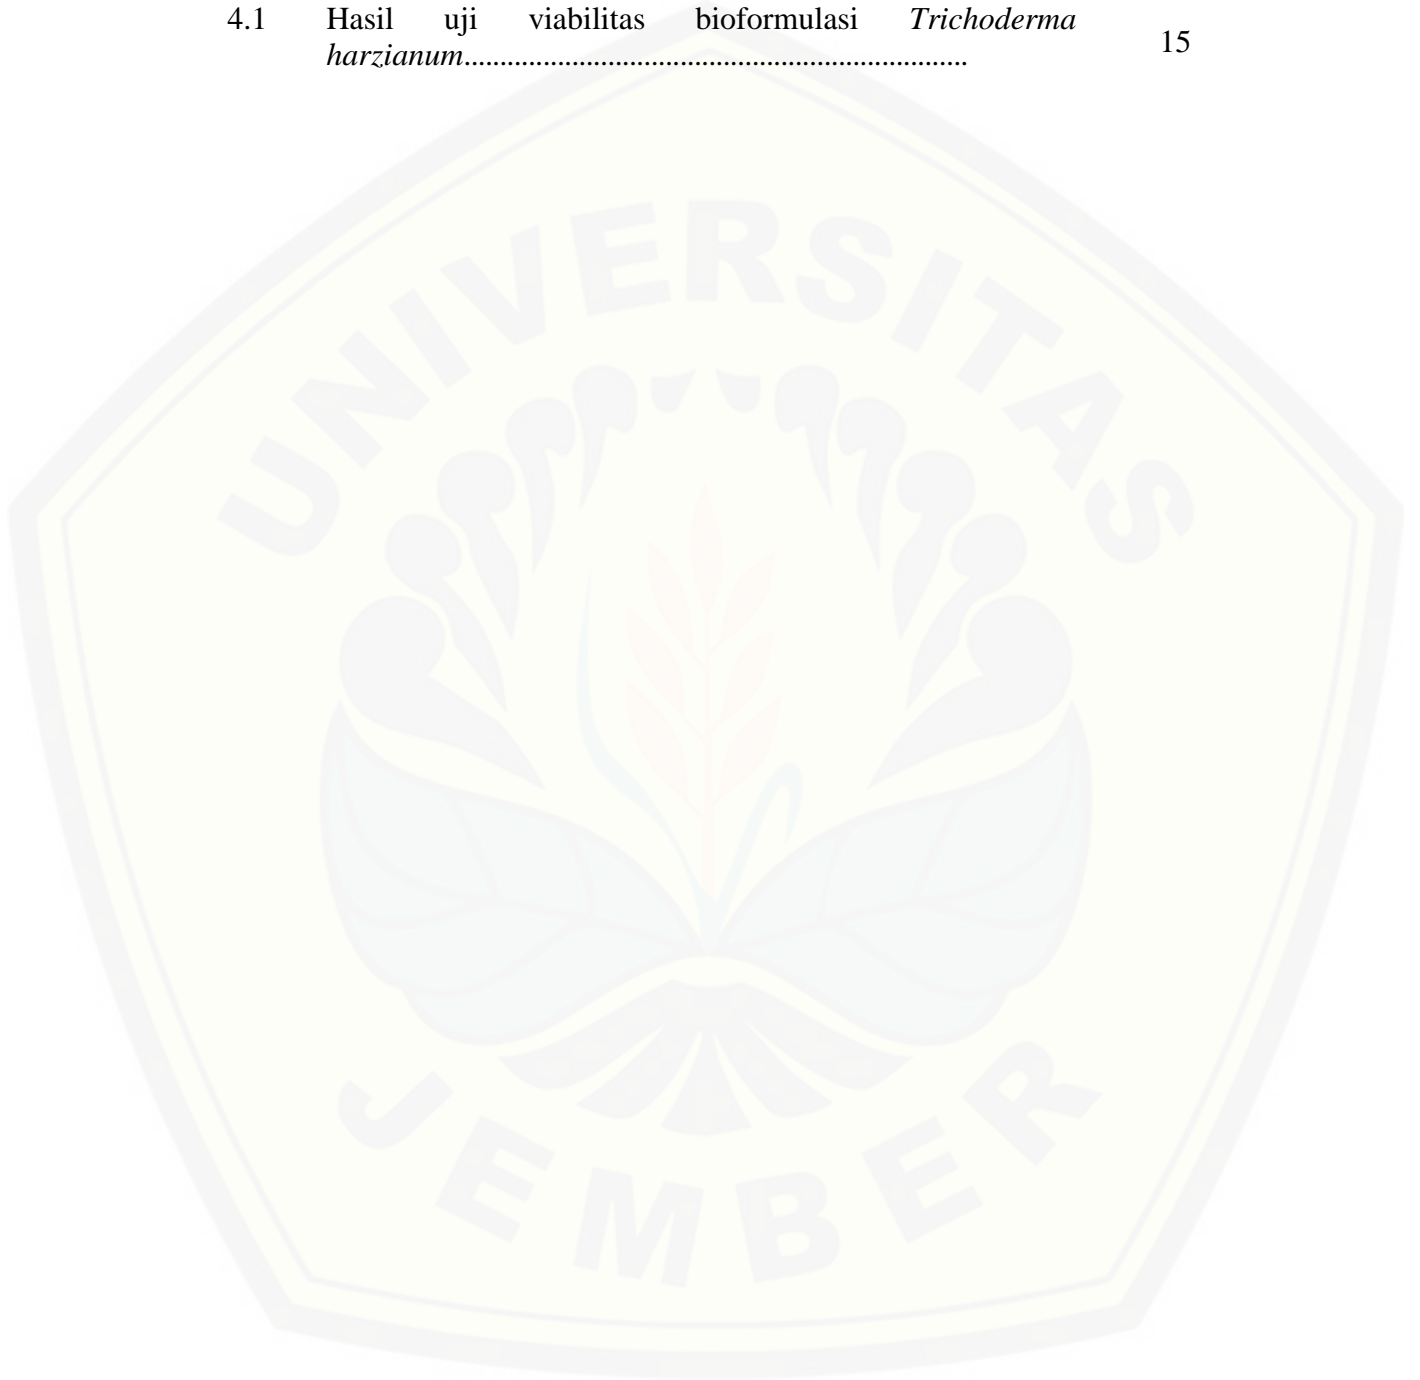 4.1 Hasil uji viabilitas bioformulasi Trichoderma
harzianum...................................................................... 15
UNIVERSITAS
JEMBER